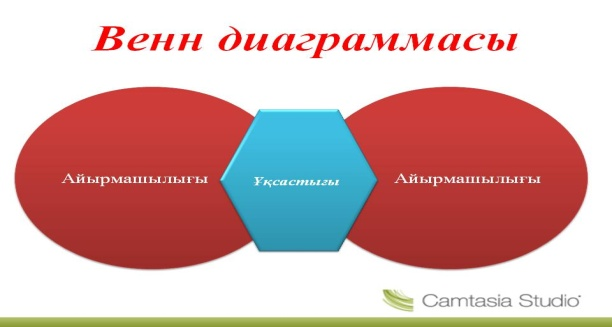 Венн диаграммасы
Айырмашылығы
Ұқсастығы
Айырмашылығы
Camtasia Studio